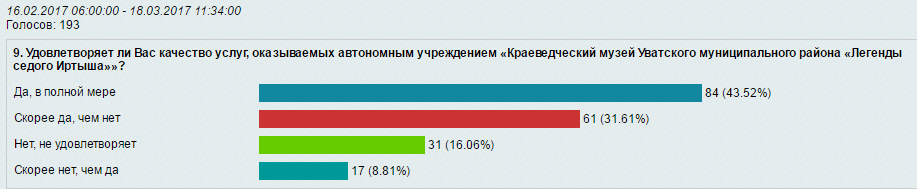 16.02.2017 06:00:00 - 18.03.2017 11:34:00
Голосов: 193
9. Удовлетворяет ли Вас качество услуг, оказываемых автономным учреждением «Краеведческий музей Уватского муниципального района «Легенды
седого Иртыша»»?
Да, в полной мере 84 (43.52%)
Скорее да, чем нет 61 (31.61%)
Нет, не удовлетворяет 31 (16.06%)
Скорее нет, чем да 17 (8.81%)